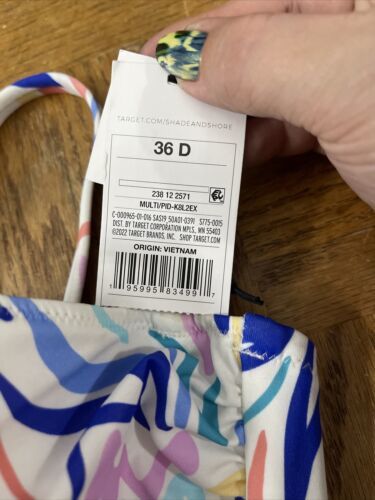 TARGET.COM/SHADEANDSHORE
36 D
238 12 2571
MULTI/PID-K8L2EX
C-000965-01-016 SAS19 50A01-0391 S775-0015
DIST. BY TARGET CORPORATION MPLS., MN 55403
©2022 TARGET BRANDS, INC. SHOP TARGET.COM
ORIGIN: VIETNAM
1 95995 83499 7